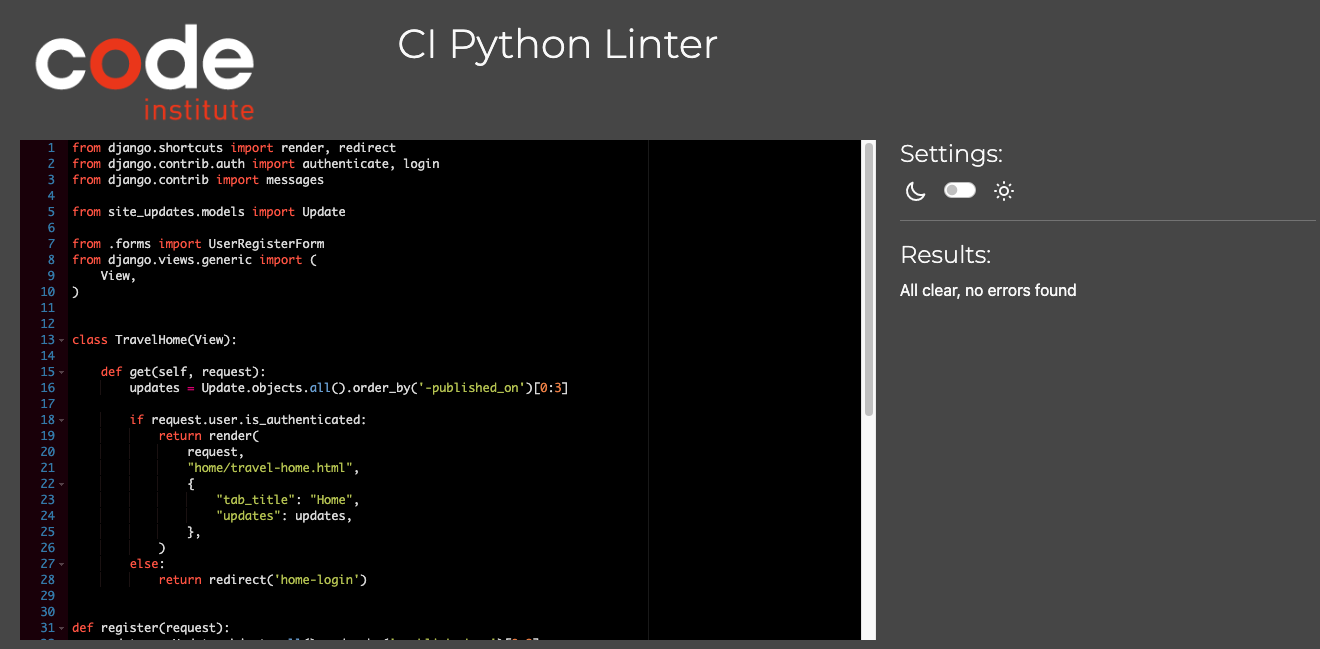 code
institute
CI Python Linter
1 from django.shortcuts import render, redirect
2 from django.contrib.auth import authenticate, login
3 from django.contrib import messages
4
5 from site_updates.models import Update
6
7 from .forms import UserRegisterForm
8 from django.views.generic import (
9     View,
10 )
11
12
13 class TravelHome(View):
14
15     def get(self, request):
16         updates = Update.objects.all().order_by('-published_on')[0:3]
17
18         if request.user.is_authenticated:
19             return render(
20                 request,
21                 "home/travel-home.html",
22                 {
23                     "tab_title": "Home",
24                     "updates": updates,
25                 },
26             )
27         else:
28             return redirect('home-login')
29
30
31 def register(request):
Settings:
Results:
All clear, no errors found